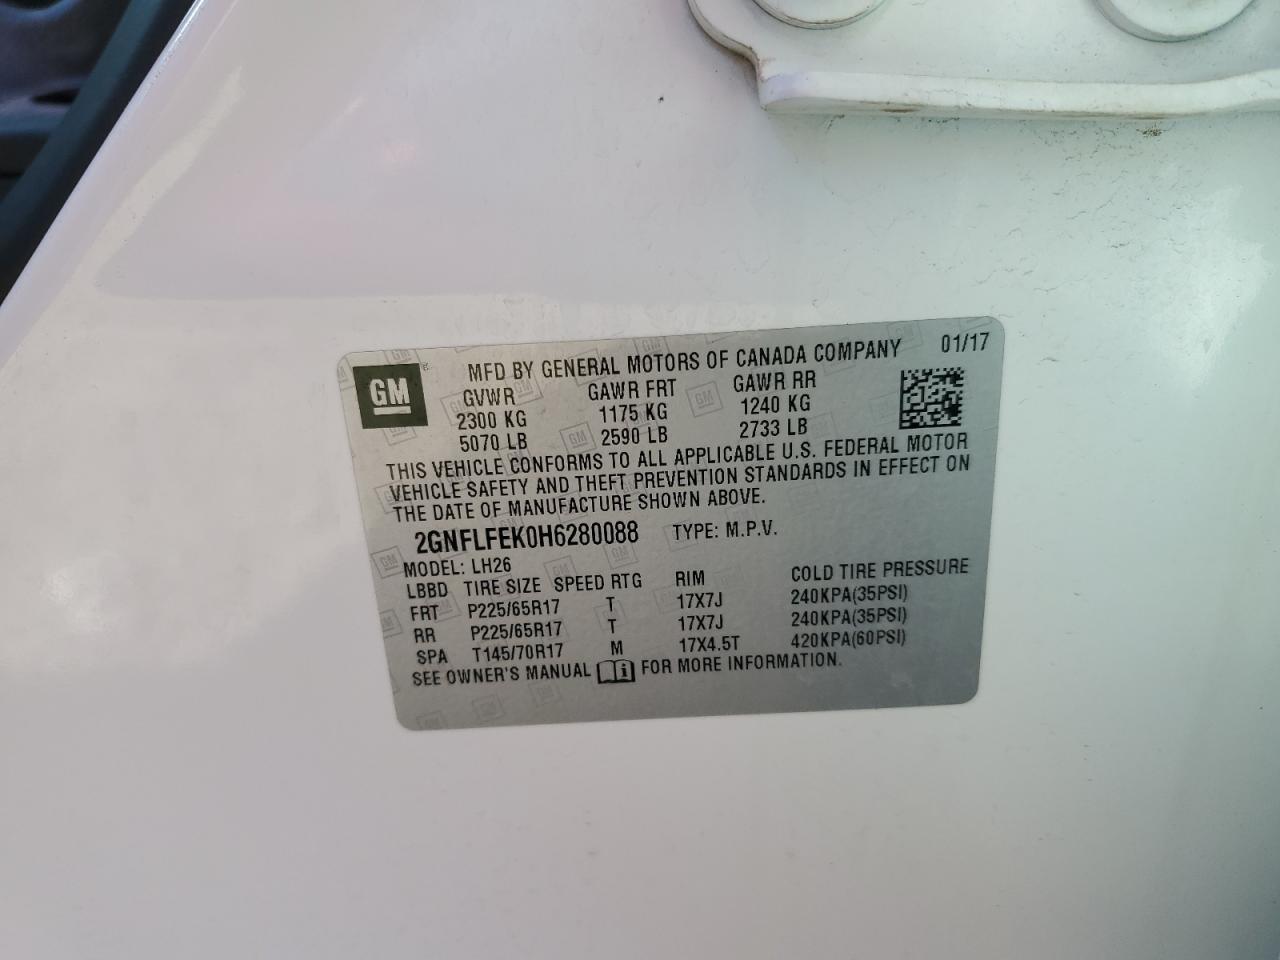 GM
MFD BY GENERAL MOTORS OF CANADA COMPANY 01/17
GVWR GAWR FRT GAWR RR
2300 KG 1175 KG 1240 KG
5070 LB 2590 LB 2733 LB
THIS VEHICLE CONFORMS TO ALL APPLICABLE U.S. FEDERAL MOTOR
VEHICLE SAFETY AND THEFT PREVENTION STANDARDS IN EFFECT ON
THE DATE OF MANUFACTURE SHOWN ABOVE.
2GNFLFEK0H6280088 TYPE: M.P.V.
MODEL: LH26
LBBD TIRE SIZE SPEED RTG RIM COLD TIRE PRESSURE
FRT P225/65R17 T 17X7J 240KPA(35PSI)
RR P225/65R17 T 17X7J 240KPA(35PSI)
SPA T145/70R17 M 17X4.5T 420KPA(60PSI)
SEE OWNER'S MANUAL FOR MORE INFORMATION.